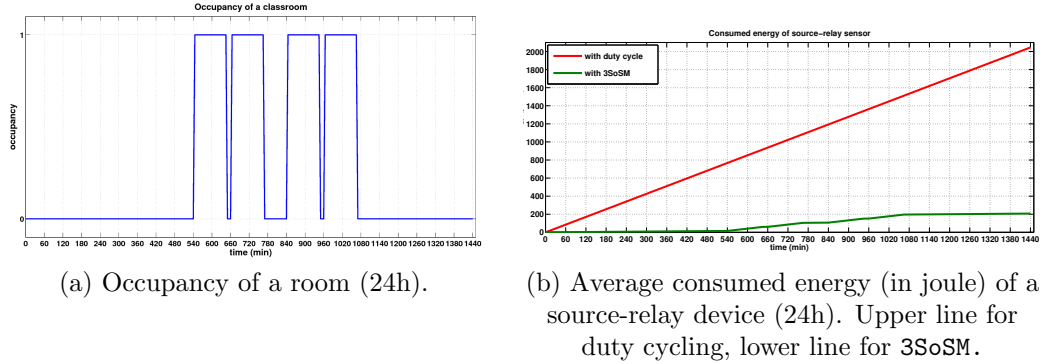 Occupancy of a classroom
1
occupancy
0
0 60 120 180 240 300 360 420 480 540 600 660 720 780 840 900 960 1020 1080 1140 1200 1260 1320 1380 1440
time (min)
(a) Occupancy of a room (24h).
Consumed energy of source-relay sensor
with duty cycle
with 3SoSM
2000
1800
1600
1400
1200
1000
800
600
400
200
0
0 60 120 180 240 300 360 420 480 540 600 660 720 780 840 900 960 1020 1080 1140 1200 1260 1320 1380 1440
time (min)
(b) Average consumed energy (in joule) of a
source-relay device (24h). Upper line for
duty cycling, lower line for 3SoSM.